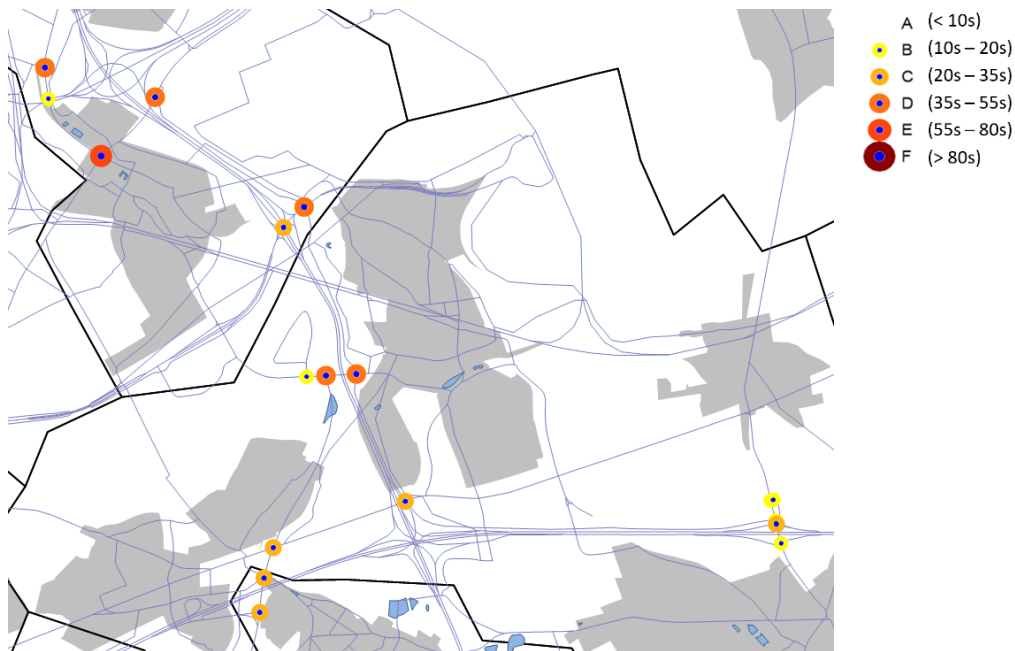 A (< 10s)
B (10s – 20s)
C (20s – 35s)
D (35s – 55s)
E (55s – 80s)
F (> 80s)